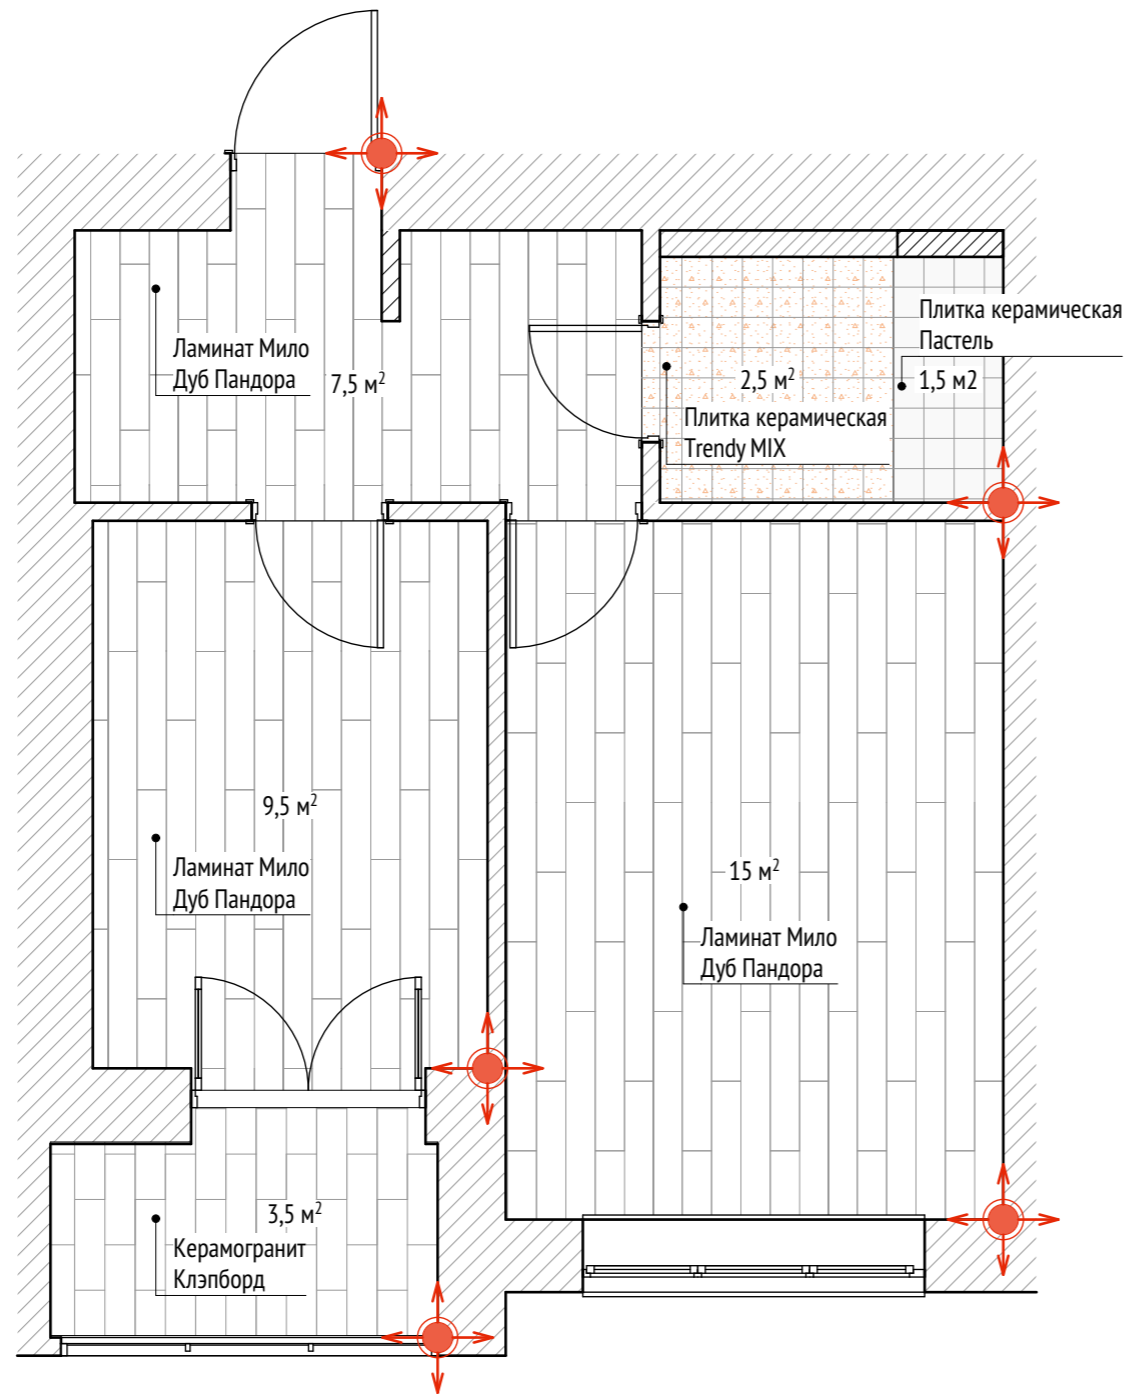 Плитка керамическая
Пастель
1,5 м2
Ламинат Мило
Дуб Пандора
7,5 м²
2,5 м²
Плитка керамическая
Trendy MIX
9,5 м²
Ламинат Мило
Дуб Пандора
15 м²
Ламинат Мило
Дуб Пандора
3,5 м²
Керамогранит
Клэпборд